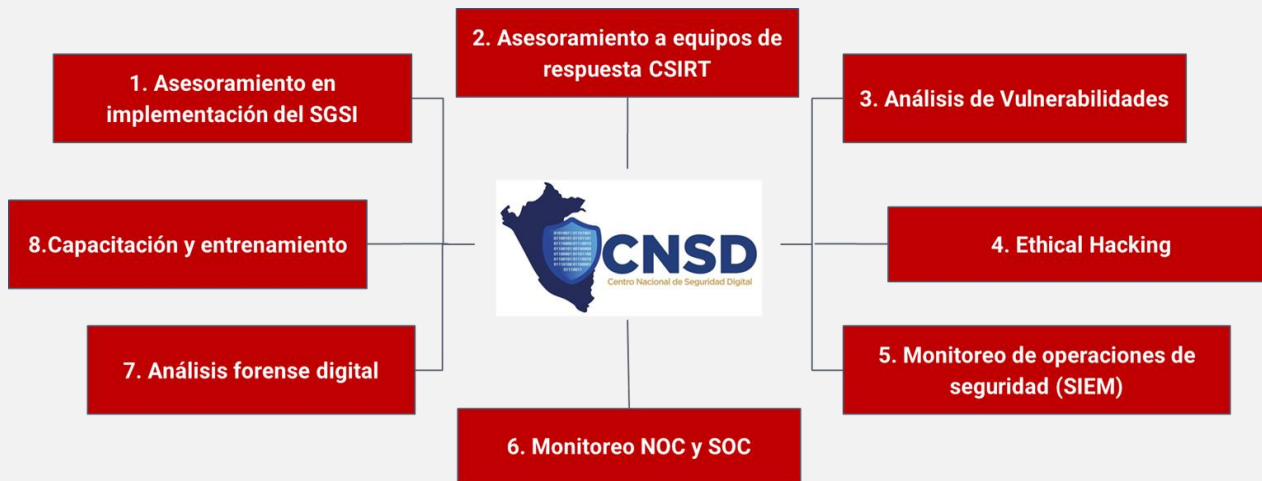 1. Asesoramiento en
implementación del SGSI
2. Asesoramiento a equipos de
respuesta CSIRT
3. Análisis de Vulnerabilidades
4. Ethical Hacking
5. Monitoreo de operaciones de
seguridad (SIEM)
6. Monitoreo NOC y SOC
7. Análisis forense digital
8.Capacitación y entrenamiento
CNSD
Centro Nacional de Seguridad Digital